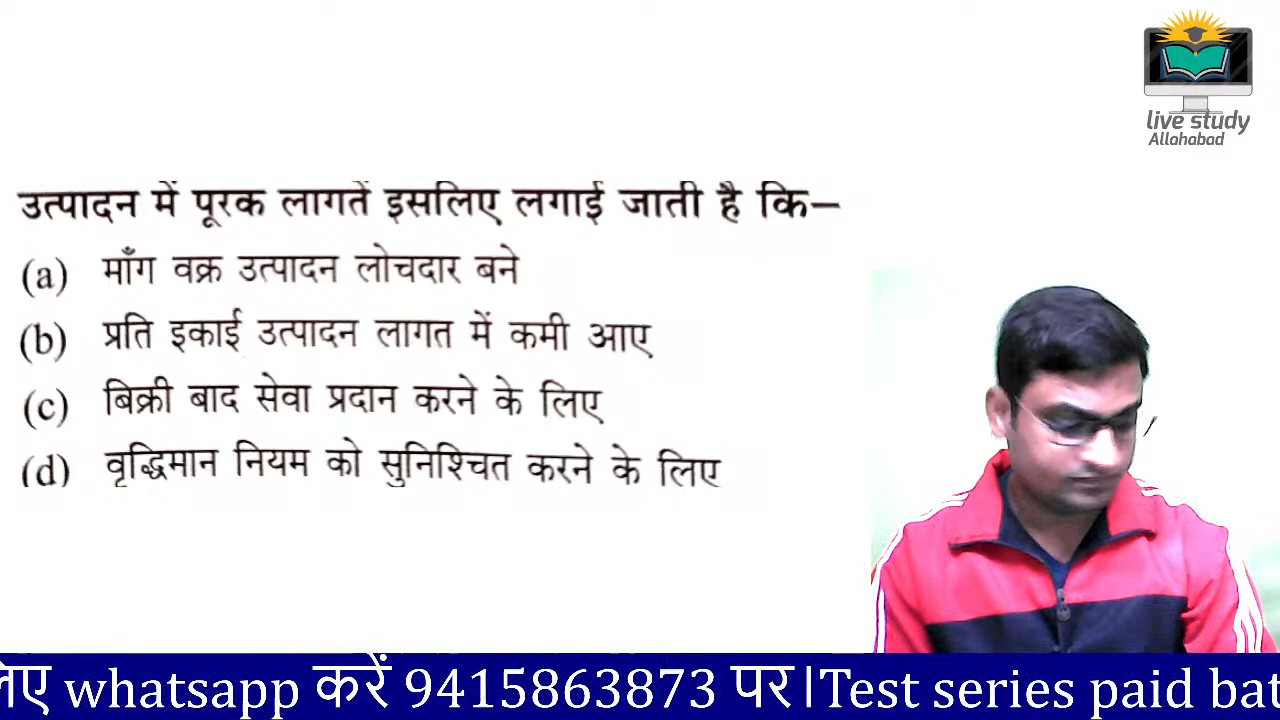 live study
Allahabad
उत्पादन में पूरक लागतें इसलिए लगाई जाती है कि–
(a) माँग वक्र उत्पादन लोचदार बने
(b) प्रति इकाई उत्पादन लागत में कमी आए
(c) बिक्री बाद सेवा प्रदान करने के लिए
(d) वृद्धिमान नियम को सुनिश्चित करने के लिए
whatsapp करें 9415863873 पर।Test series paid bat